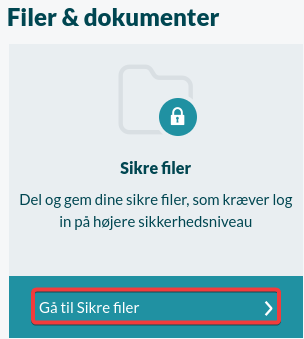 Filer & dokumenter
Sikre filer
Del og gem dine sikre filer, som kræver log
in på højere sikkerhedsniveau
Gå til Sikre filer